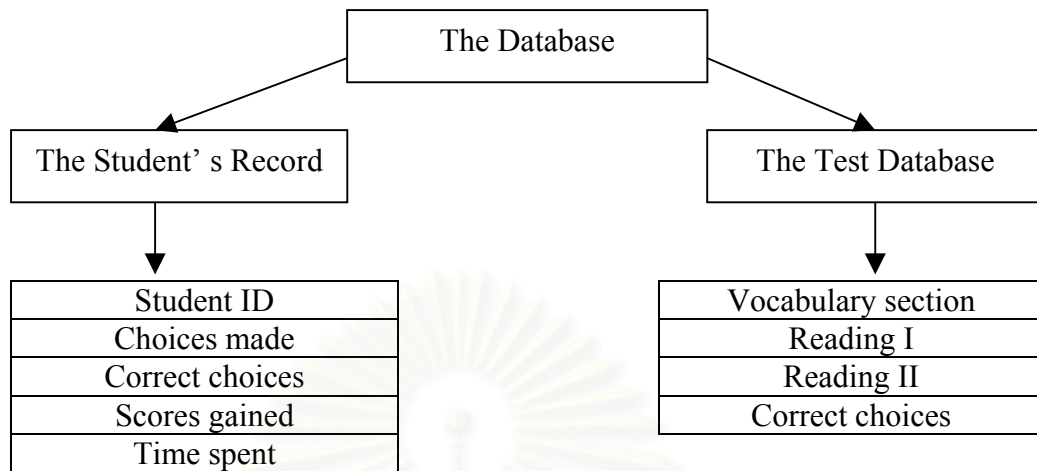 The Database
The Student’ s Record
The Test Database
Student ID
Choices made
Correct choices
Scores gained
Time spent
Vocabulary section
Reading I
Reading II
Correct choices